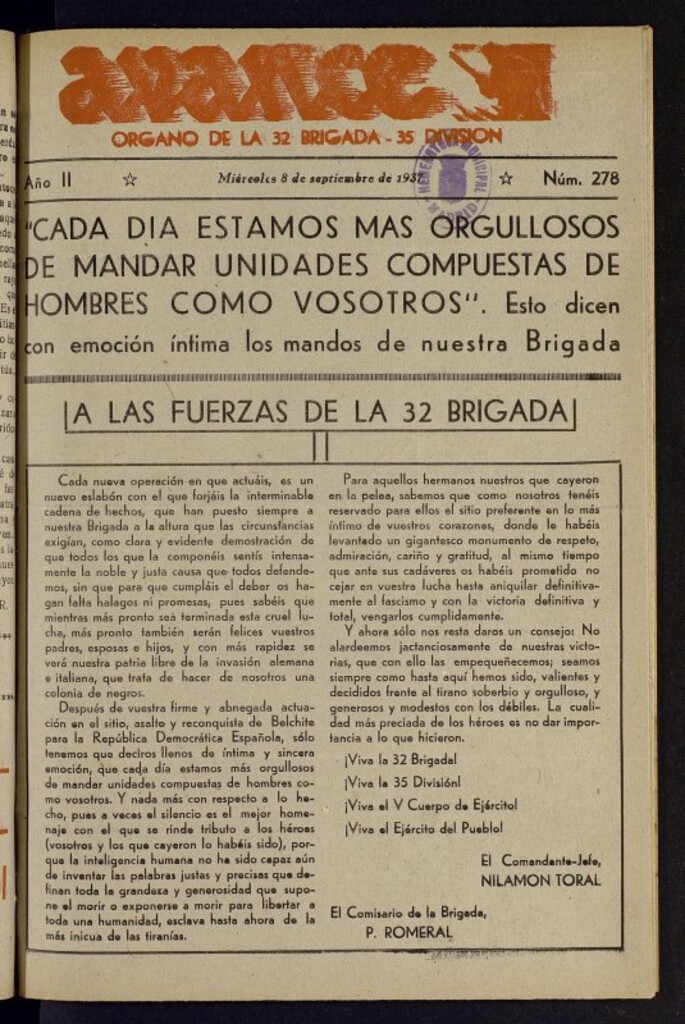 avance
ORGANO DE LA 32 BRIGADA - 35 DIVISION
Año II ☆ Miércoles 8 de septiembre de 1937 ☆ Núm. 278
HEMEROTECA MUNICIPAL
MADRID
"CADA DIA ESTAMOS MAS ORGULLOSOS
DE MANDAR UNIDADES COMPUESTAS DE
HOMBRES COMO VOSOTROS". Esto dicen
con emoción íntima los mandos de nuestra Brigada
A LAS FUERZAS DE LA 32 BRIGADA
Cada nueva operación en que actuáis, es un
nuevo eslabón con el que forjáis la interminable
cadena de hechos, que han puesto siempre a
nuestra Brigada a la altura que las circunsfancias
exigían, como clara y evidente demostración de
que todos los que la componéis sentís intensa-
mente la noble y justa causa que todos defende-
mos, sin que para que cumpláis el deber os ha-
gan falta halagos ni promesas, pues sabéis que
mientras más pronto sea terminada esta cruel lu-
cha, más pronto también serán felices vuestros
padres, esposas e hijos, y con más rapidez se
verá nuestra patria libre de la invasión alemana
e italiana, que trata de hacer de nosotros una
colonia de negros.
Después de vuestra firme y abnegada actua-
ción en el sitio, asalto y reconquista de Belchite
para la República Democrática Española, sólo
tenemos que deciros llenos de íntima y sincera
emoción, que cada día estamos más orgullosos
de mandar unidades compuestas de hombres co-
mo vosotros. Y nada más con respecto a lo he-
cho, pues a veces el silencio es el mejor home-
naje con el que se rinde tributo a los héroes
(vosotros y los que cayeron lo habéis sido), por-
que la inteligencia humana no ha sido capaz aún
de inventar las palabras justas y precisas que de-
finan toda la grandeza y generosidad que supo-
ne el morir o exponerse a morir para libertar a
toda una humanidad, esclava hasta ahora de la
más inicua de las tiranías.
Para aquellos hermanos nuestros que cayeron
en la pelea, sabemos que como nosotros tenéis
reservado para ellos el sitio preferente en lo más
íntimo de vuestros corazones, donde le habéis
levantado un gigantesco monumento de respeto,
admiración, cariño y gratitud, al mismo tiempo
que ante sus cadáveres os habéis prometido no
cejar en vuestra lucha hasta aniquilar definitiva-
mente al fascismo y con la victoria definitiva y
total, vengarlos cumplidamente.
Y ahora sólo nos resta daros un consejo: No
alardeemos jactanciosamente de nuestras victo-
rias, que con ello las empequeñecemos; seamos
siempre como hasta aquí hemos sido, valientes y
decididos frente al tirano soberbio y orgulloso, y
generosos y modestos con los débiles. La cuali-
dad más preciada de los héroes es no dar impor-
tancia a lo que hicieron.
¡Viva la 32 Brigada!
¡Viva la 35 División!
¡Viva el V Cuerpo de Ejército!
¡Viva el Ejército del Pueblo!
El Comandante-Jefe,
NILAMON TORAL
El Comisario de la Brigada,
P. ROMERAL